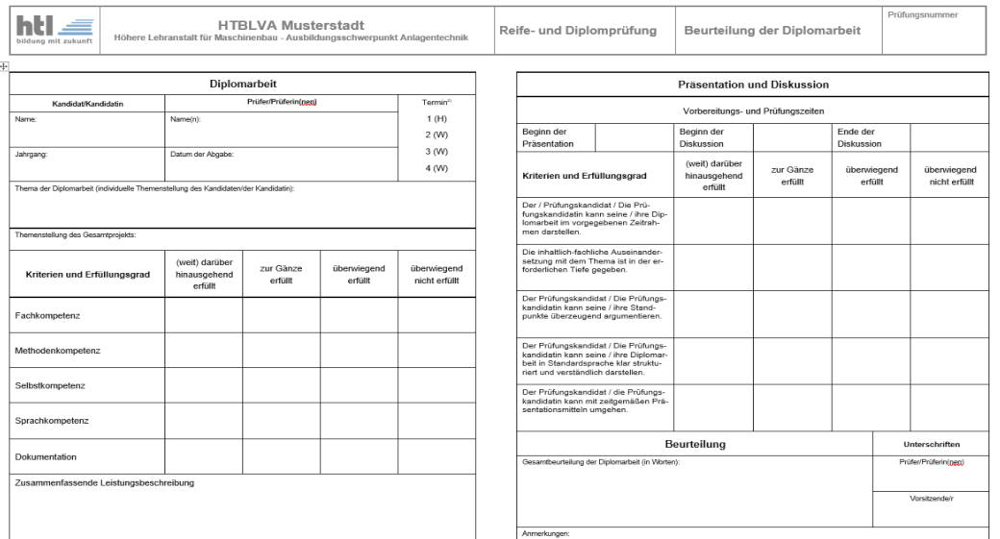 htl
bildung mit zukunft
HTBLVA Musterstadt
Höhere Lehranstalt für Maschinenbau - Ausbildungsschwerpunkt Anlagentechnik
Reife- und Diplomprüfung
Beurteilung der Diplomarbeit
Prüfungsnummer
Diplomarbeit
Kandidat/Kandidatin
Prüfer/Prüferin(nen)
Termin²⁾
Name:
Name(n):
1 (H)
2 (W)
3 (W)
4 (W)
Jahrgang:
Datum der Abgabe:
Thema der Diplomarbeit (individuelle Themenstellung des Kandidaten/der Kandidatin):
Themenstellung des Gesamtprojekts:
Kriterien und Erfüllungsgrad
(weit) darüber
hinausgehend
erfüllt
zur Gänze
erfüllt
überwiegend
erfüllt
überwiegend
nicht erfüllt
Fachkompetenz
Methodenkompetenz
Selbstkompetenz
Sprachkompetenz
Dokumentation
Zusammenfassende Leistungsbeschreibung
Präsentation und Diskussion
Vorbereitungs- und Prüfungszeiten
Beginn der
Präsentation
Beginn der
Diskussion
Ende der
Diskussion
Kriterien und Erfüllungsgrad
(weit) darüber
hinausgehend
erfüllt
zur Gänze
erfüllt
überwiegend
erfüllt
überwiegend
nicht erfüllt
Der / Prüfungskandidat / Die Prü-
fungskandidatin kann seine / ihre Dip-
lomarbeit im vorgegebenen Zeitrah-
men darstellen.
Die inhaltlich-fachliche Auseinander-
setzung mit dem Thema ist in der er-
forderlichen Tiefe gegeben.
Der Prüfungskandidat / Die Prüfungs-
kandidatin kann seine / ihre Stand-
punkte überzeugend argumentieren.
Der Prüfungskandidat / Die Prüfungs-
kandidatin kann seine / ihre Diplomar-
beit in Standardsprache klar struktu-
riert und verständlich darstellen.
Der Prüfungskandidat / die Prüfungs-
kandidatin kann mit zeitgemäßen Prä-
sentationsmitteln umgehen.
Beurteilung
Unterschriften
Gesamtbeurteilung der Diplomarbeit (in Worten):
Prüfer/Prüferin(nen)
Vorsitzende/r
Anmerkungen: